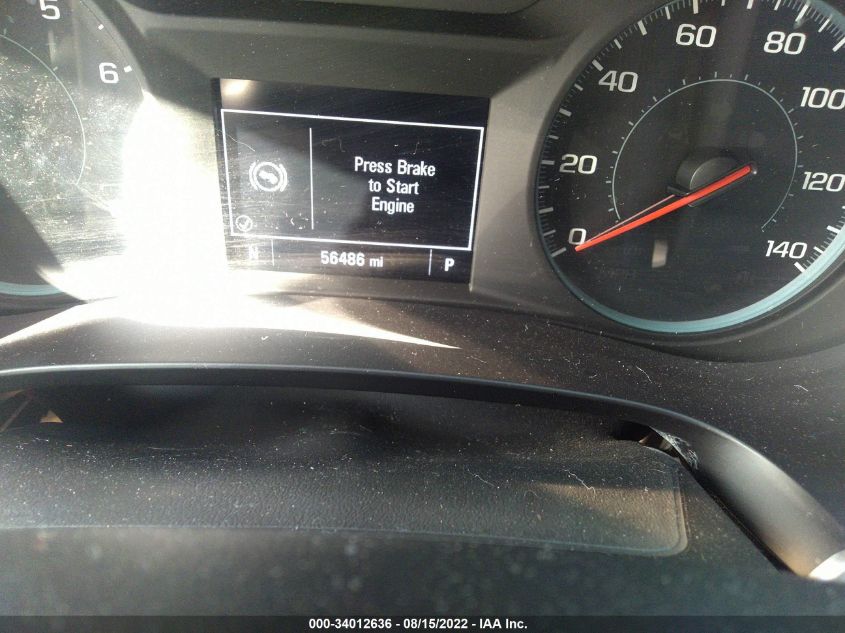 5
6
Press Brake
to Start
Engine
N
56486 mi
P
0
20
40
60
80
100
120
140
000-34012636 - 08/15/2022 - IAA Inc.